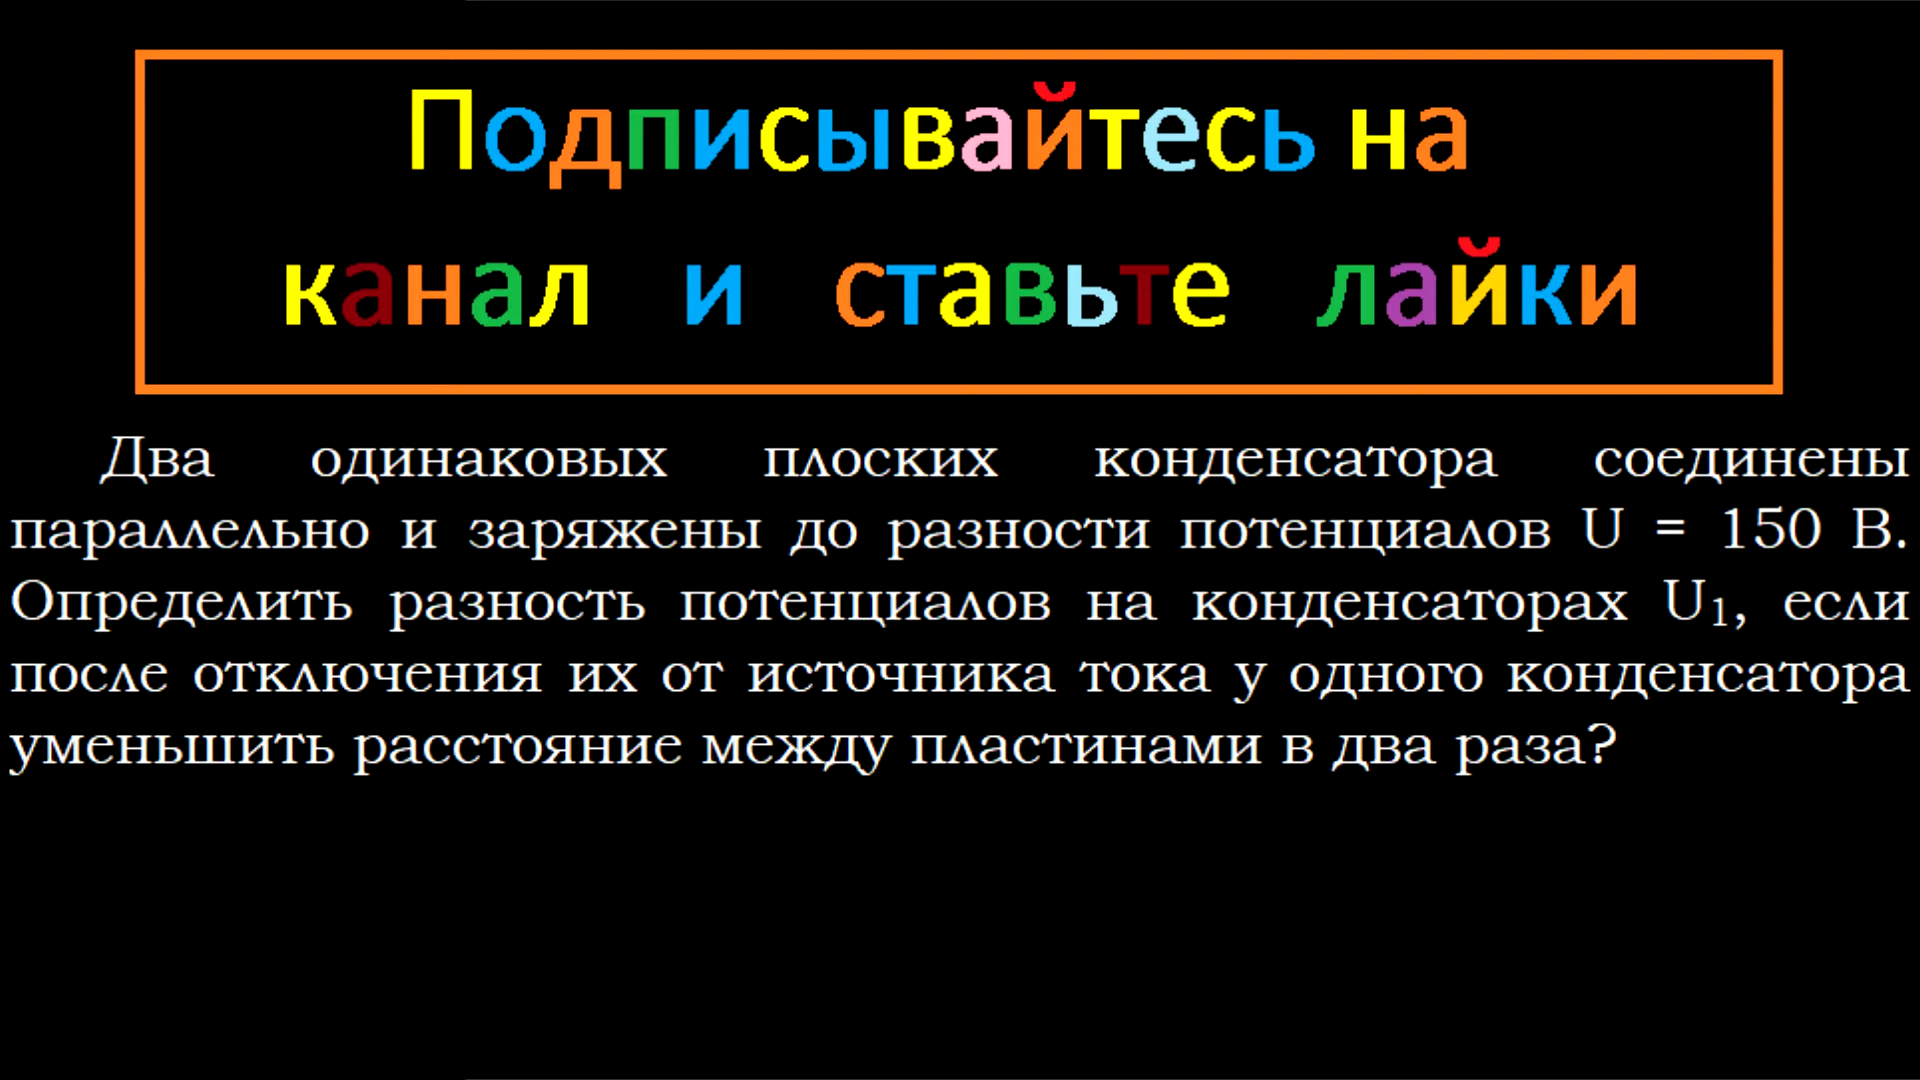 Подписывайтесь на
канал и ставьте лайки
Два одинаковых плоских конденсатора соединены
параллельно и заряжены до разности потенциалов U = 150 В.
Определить разность потенциалов на конденсаторах U₁, если
после отключения их от источника тока у одного конденсатора
уменьшить расстояние между пластинами в два раза?